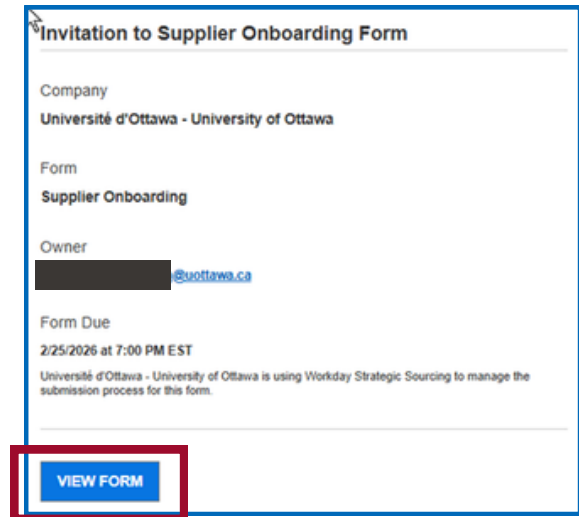 Invitation to Supplier Onboarding Form
Company
Université d'Ottawa - University of Ottawa
Form
Supplier Onboarding
Owner
@uottawa.ca
Form Due
2/25/2026 at 7:00 PM EST
Université d'Ottawa - University of Ottawa is using Workday Strategic Sourcing to manage the
submission process for this form.
VIEW FORM